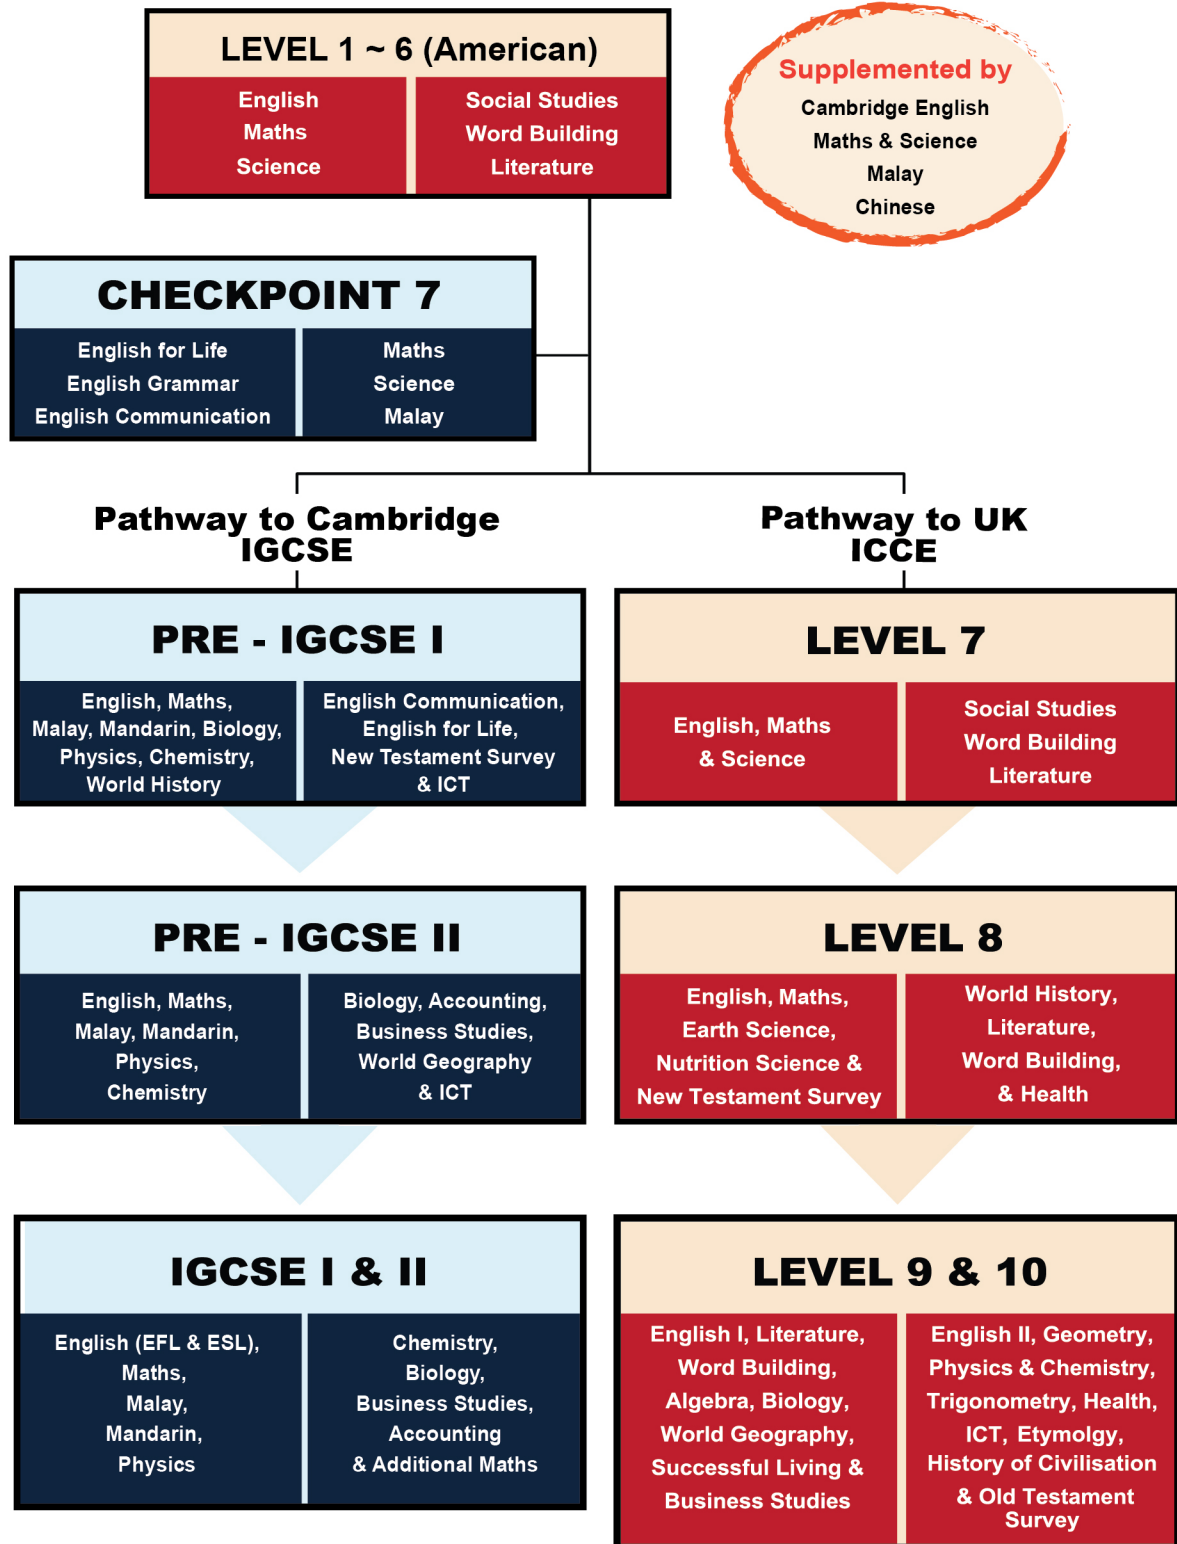 LEVEL 1 ~ 6 (American)
English
Maths
Science
Social Studies
Word Building
Literature
Supplemented by
Cambridge English
Maths & Science
Malay
Chinese
CHECKPOINT 7
English for Life
English Grammar
English Communication
Maths
Science
Malay
Pathway to Cambridge
IGCSE
Pathway to UK
ICCE
PRE - IGCSE I
English, Maths,
Malay, Mandarin, Biology,
Physics, Chemistry,
World History
English Communication,
English for Life,
New Testament Survey
& ICT
LEVEL 7
English, Maths
& Science
Social Studies
Word Building
Literature
PRE - IGCSE II
English, Maths,
Malay, Mandarin,
Physics,
Chemistry
Biology, Accounting,
Business Studies,
World Geography
& ICT
LEVEL 8
English, Maths,
Earth Science,
Nutrition Science &
New Testament Survey
World History,
Literature,
Word Building,
& Health
IGCSE I & II
English (EFL & ESL),
Maths,
Malay,
Mandarin,
Physics
Chemistry,
Biology,
Business Studies,
Accounting
& Additional Maths
LEVEL 9 & 10
English I, Literature,
Word Building,
Algebra, Biology,
World Geography,
Successful Living &
Business Studies
English II, Geometry,
Physics & Chemistry,
Trigonometry, Health,
ICT, Etymolgy,
History of Civilisation
& Old Testament
Survey